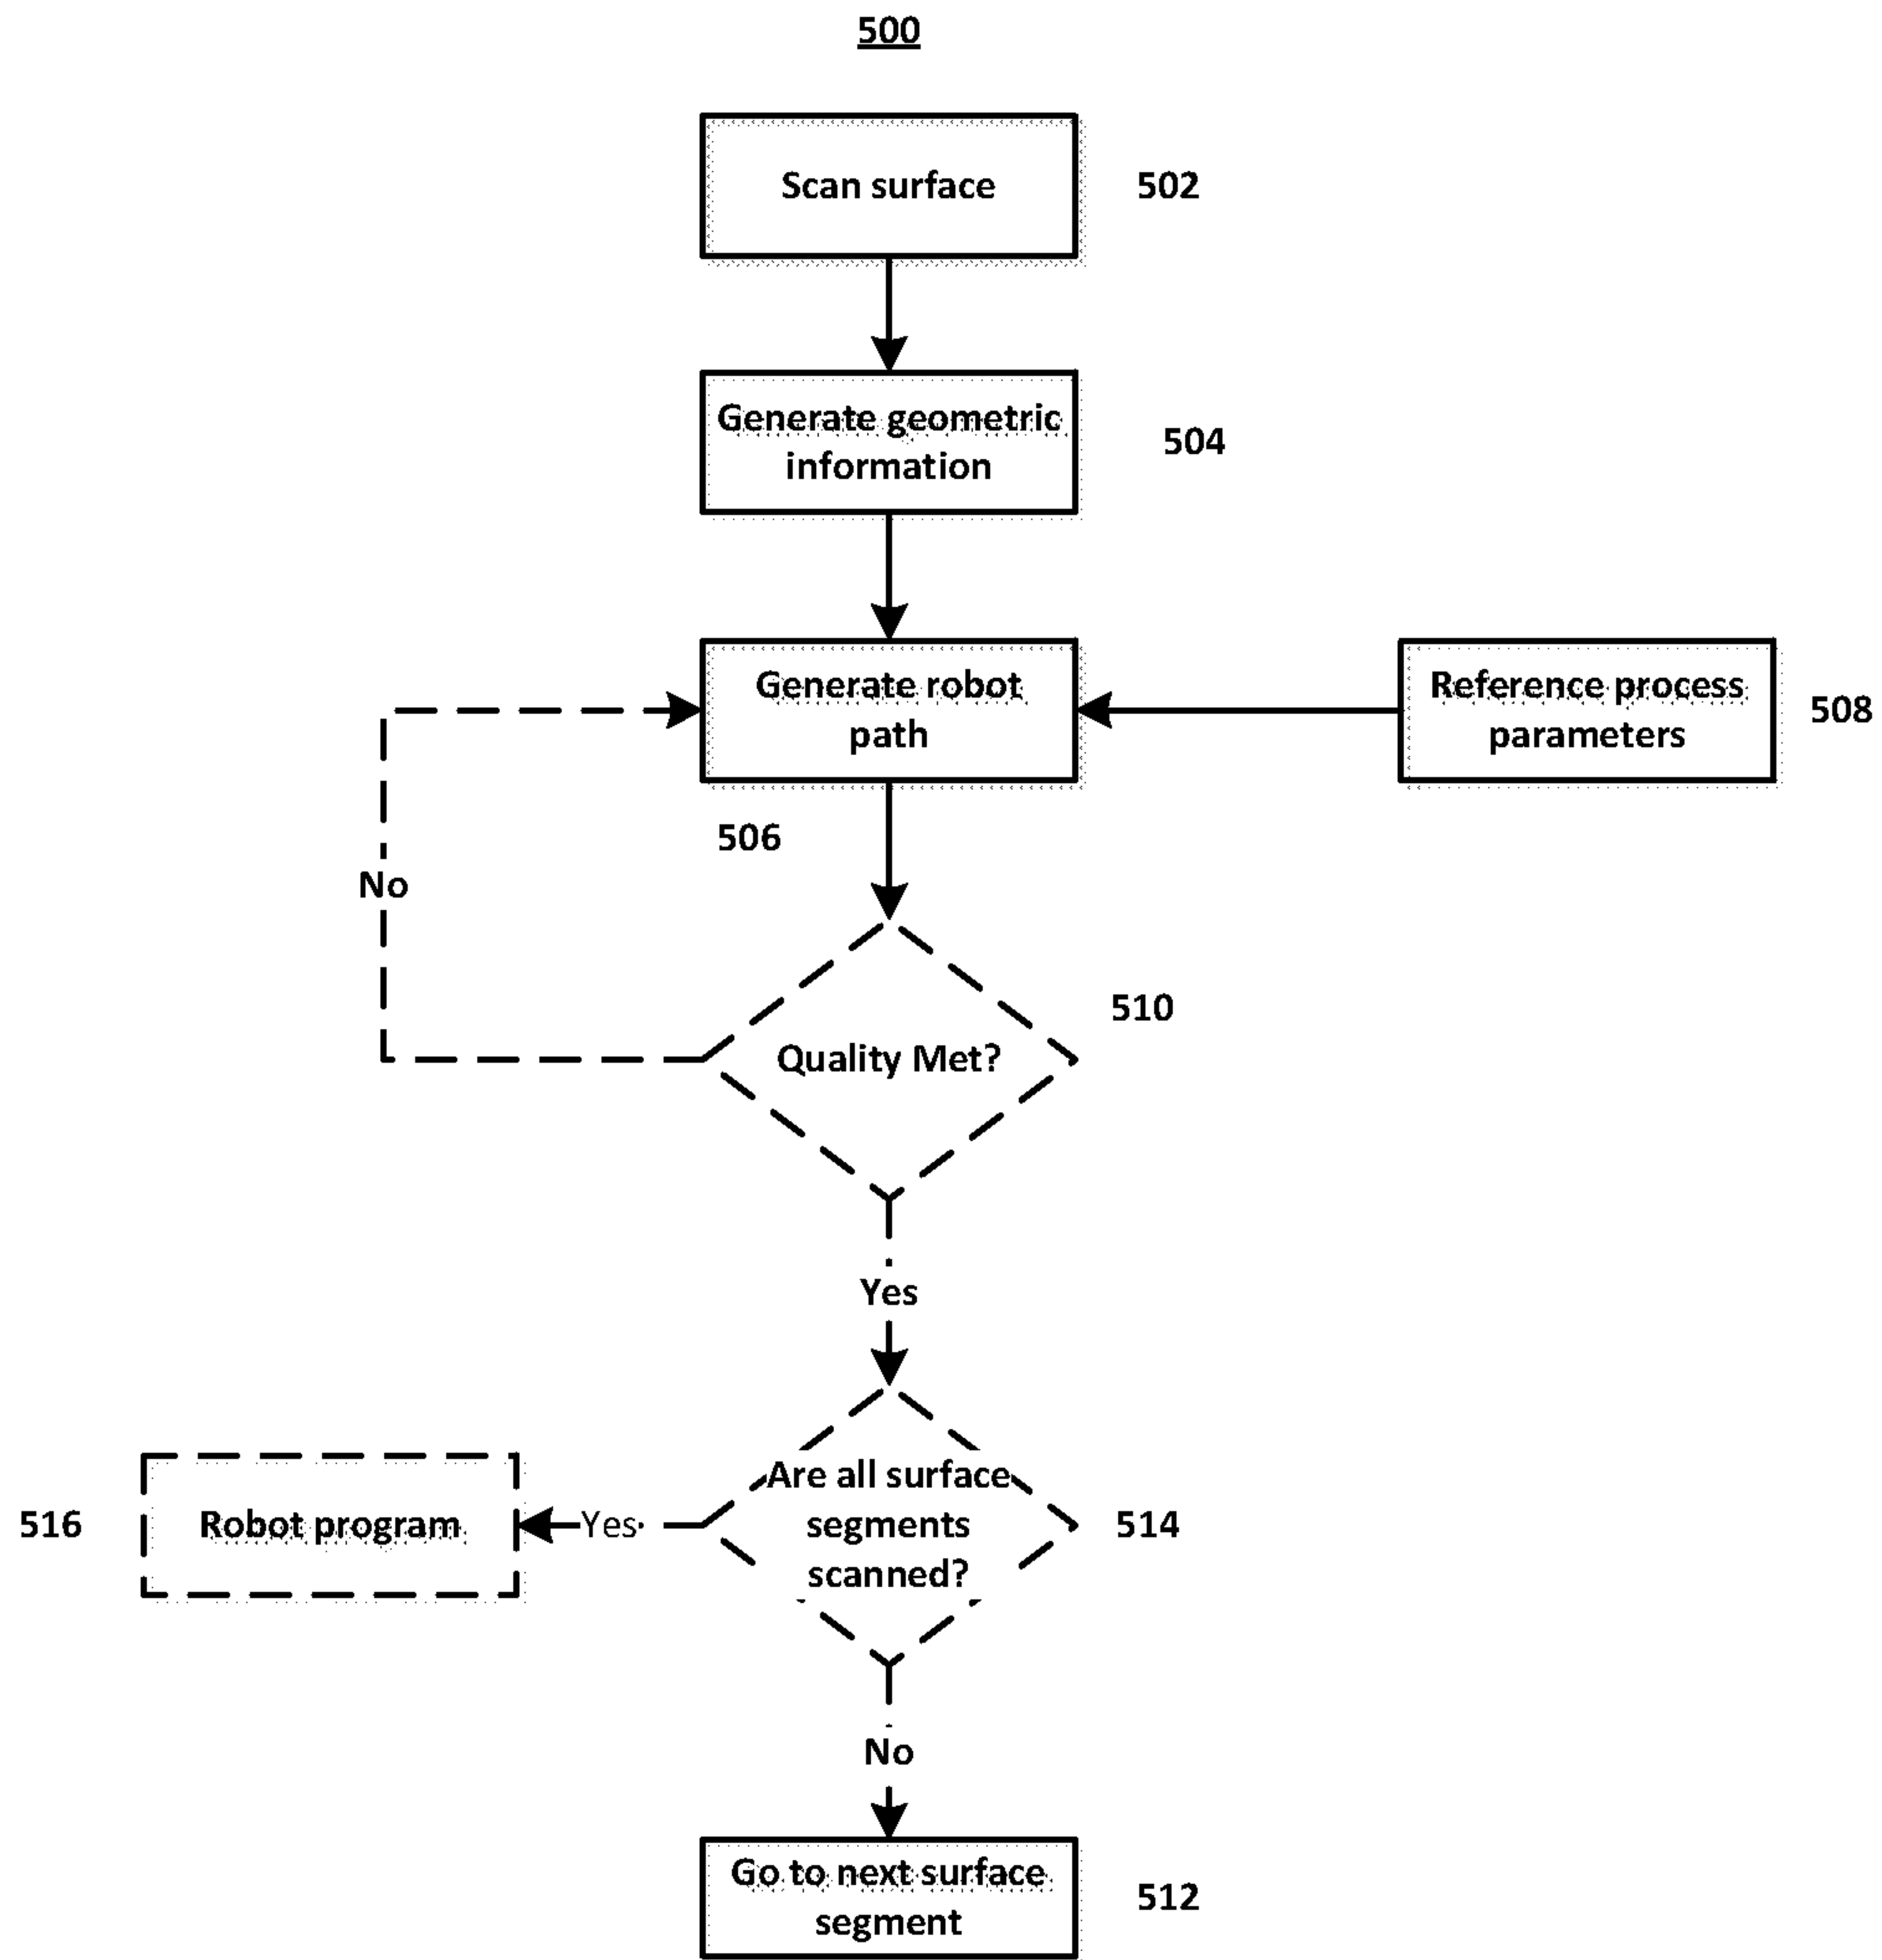 500
Scan surface
502
Generate geometric
information
504
Generate robot
path
Reference process
parameters
508
506
No
510
Quality Met?
Yes
Are all surface
segments
scanned?
514
516
Robot program
Yes
No
Go to next surface
segment
512